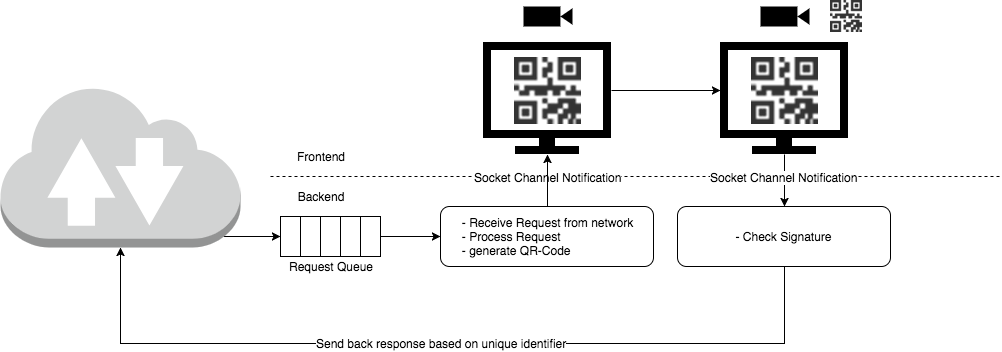 Frontend
Socket Channel Notification
Socket Channel Notification
Backend
- Receive Request from network
- Process Request
- generate QR-Code
- Check Signature
Request Queue
Send back response based on unique identifier